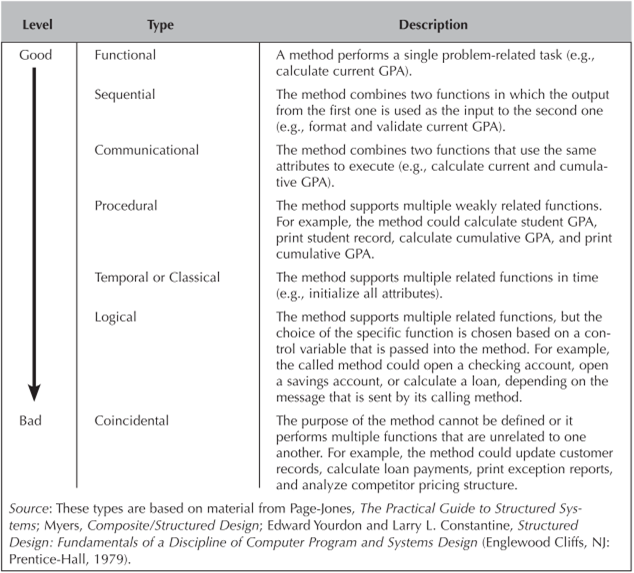 Level Type Description
Good Functional A method performs a single problem-related task (e.g.,
calculate current GPA).
Sequential The method combines two functions in which the output
from the first one is used as the input to the second one
(e.g., format and validate current GPA).
Communicational The method combines two functions that use the same
attributes to execute (e.g., calculate current and cumula-
tive GPA).
Procedural The method supports multiple weakly related functions.
For example, the method could calculate student GPA,
print student record, calculate cumulative GPA, and print
cumulative GPA.
Temporal or Classical The method supports multiple related functions in time
(e.g., initialize all attributes).
Logical The method supports multiple related functions, but the
choice of the specific function is chosen based on a con-
trol variable that is passed into the method. For example,
the called method could open a checking account, open
a savings account, or calculate a loan, depending on the
message that is sent by its calling method.
Bad Coincidental The purpose of the method cannot be defined or it
performs multiple functions that are unrelated to one
another. For example, the method could update customer
records, calculate loan payments, print exception reports,
and analyze competitor pricing structure.
Source: These types are based on material from Page-Jones, The Practical Guide to Structured Sys-
tems; Myers, Composite/Structured Design; Edward Yourdon and Larry L. Constantine, Structured
Design: Fundamentals of a Discipline of Computer Program and Systems Design (Englewood Cliffs, NJ:
Prentice-Hall, 1979).